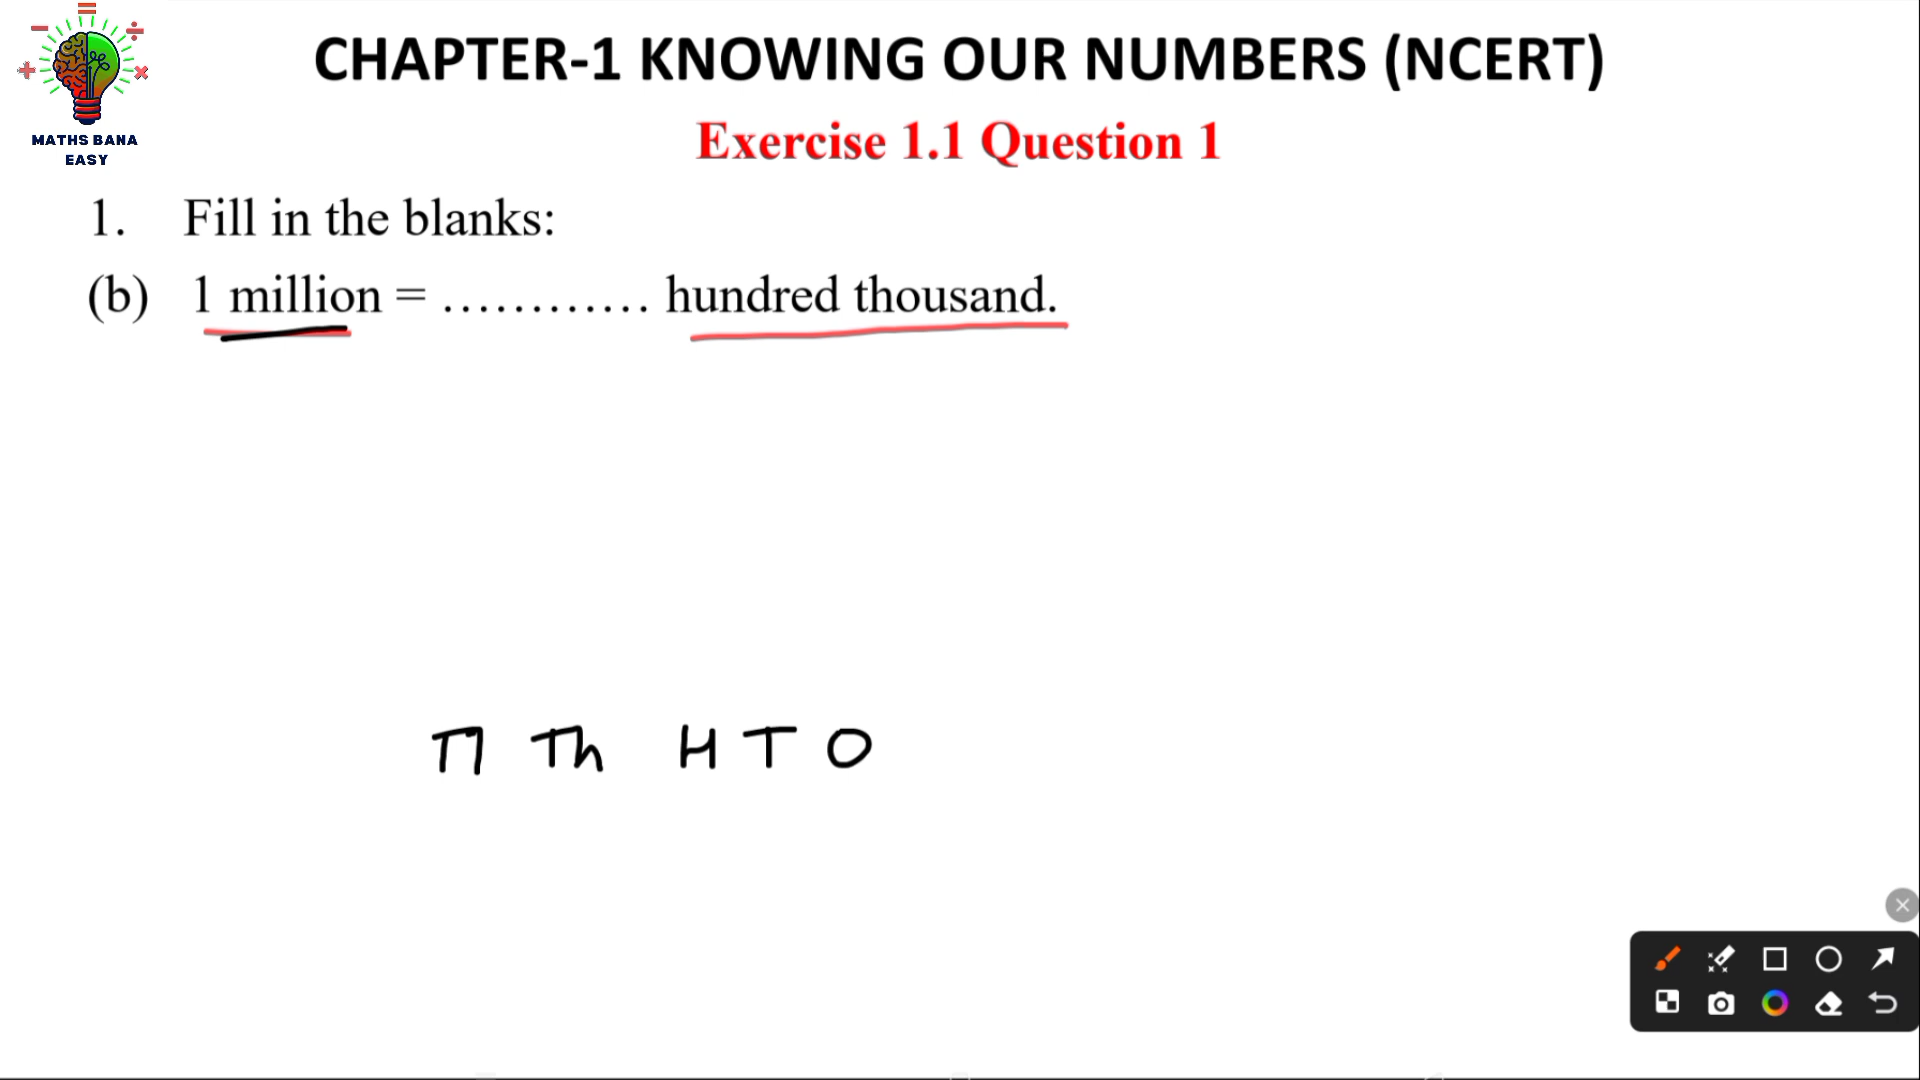 MATHS BANA
EASY
CHAPTER-1 KNOWING OUR NUMBERS (NCERT)
Exercise 1.1 Question 1
1. Fill in the blanks:
(b) 1 million = ………… hundred thousand.
Th H T O